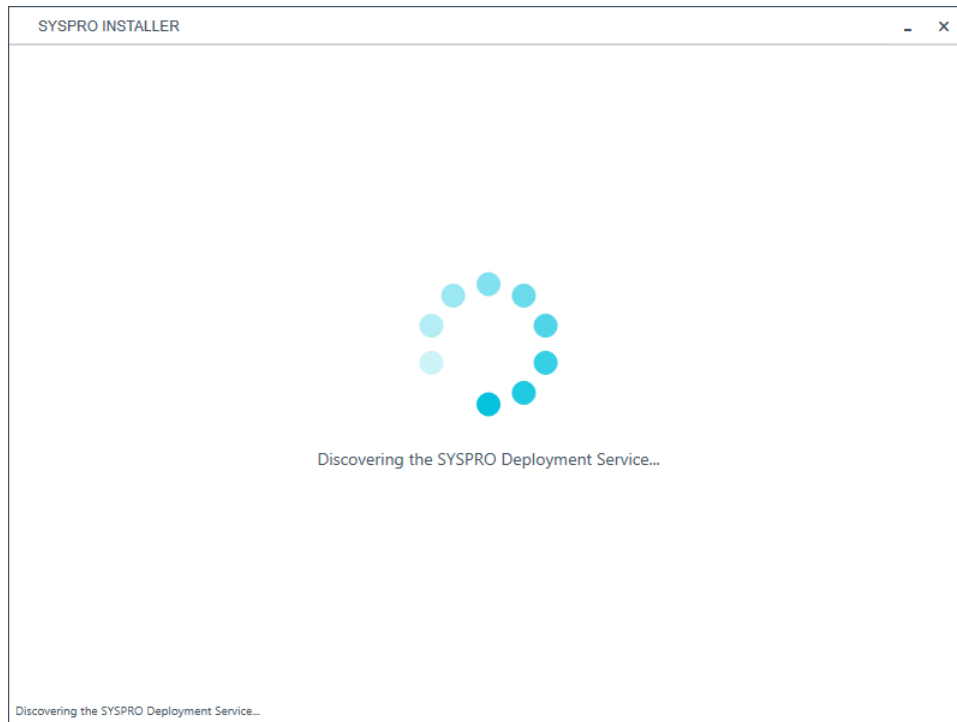 SYSPRO INSTALLER
Discovering the SYSPRO Deployment Service...
Discovering the SYSPRO Deployment Service...